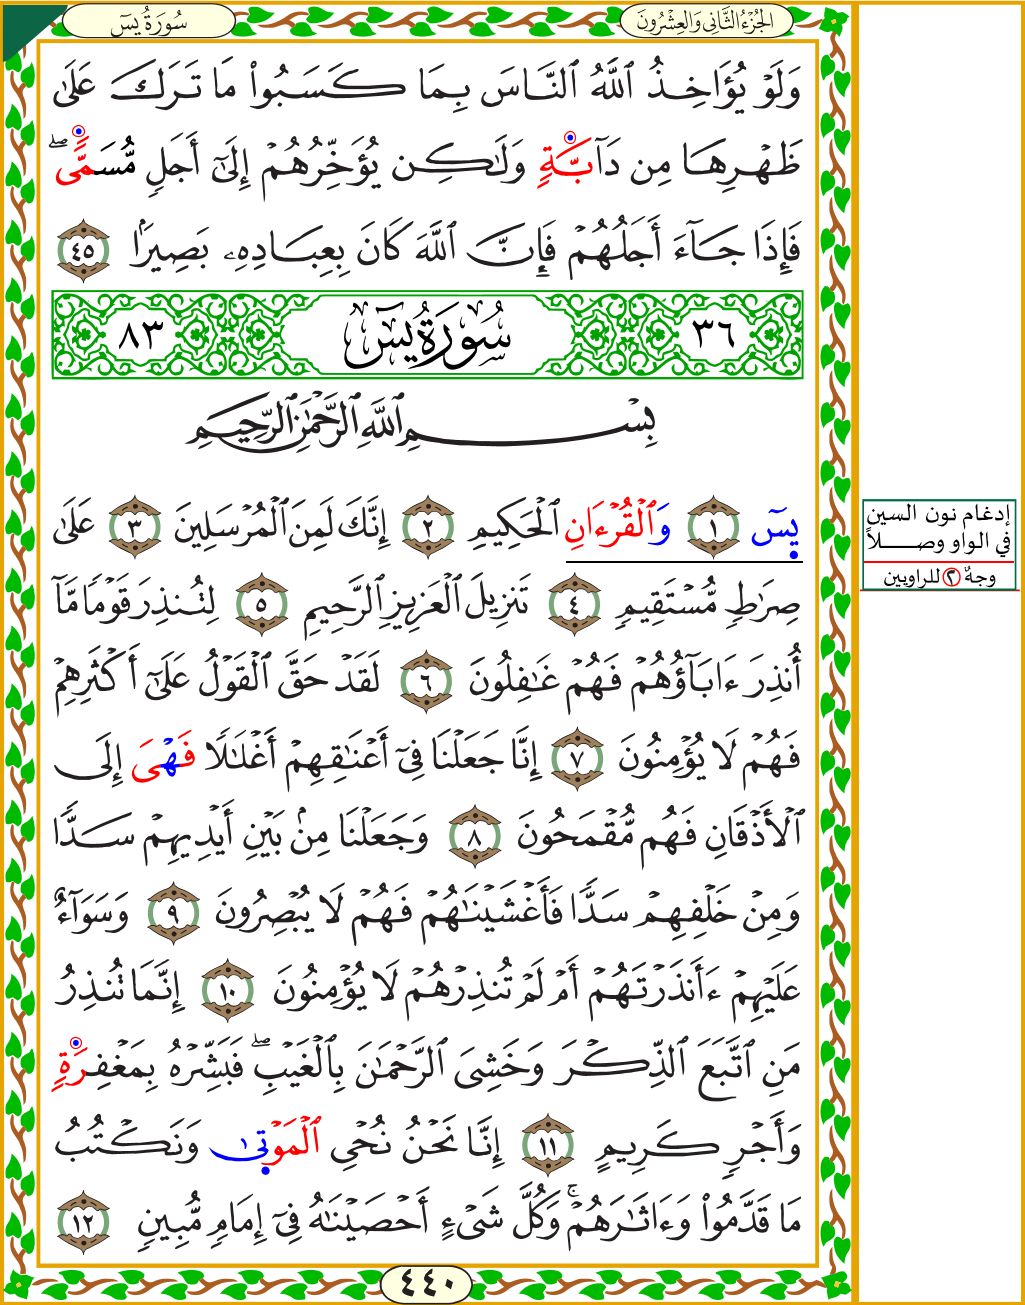 سُورَةُ يسٓ
الجُزْءُ الثَّانِي وَالعِشْرُونَ
وَلَوْ يُؤَاخِذُ ٱللَّهُ ٱلنَّاسَ بِمَا كَسَبُوا۟ مَا تَرَكَ عَلَىٰ
ظَهْرِهَا مِن دَآبَّةٍ وَلَـٰكِن يُؤَخِّرُهُمْ إِلَىٰٓ أَجَلٍ مُّسَمًّى ۖ
فَإِذَا جَآءَ أَجَلُهُمْ فَإِنَّ ٱللَّهَ كَانَ بِعِبَادِهِۦ بَصِيرًۢا ٤٥
٣٦ سُورَةُ يسٓ ٨٣
بِسْمِ ٱللَّهِ ٱلرَّحْمَـٰنِ ٱلرَّحِيمِ
يسٓ ١ وَٱلْقُرْءَانِ ٱلْحَكِيمِ ٢ إِنَّكَ لَمِنَ ٱلْمُرْسَلِينَ ٣ عَلَىٰ
صِرَٰطٍ مُّسْتَقِيمٍ ٤ تَنزِيلَ ٱلْعَزِيزِ ٱلرَّحِيمِ ٥ لِتُنذِرَ قَوْمًا مَّآ
أُنذِرَ ءَابَآؤُهُمْ فَهُمْ غَـٰفِلُونَ ٦ لَقَدْ حَقَّ ٱلْقَوْلُ عَلَىٰٓ أَكْثَرِهِمْ
فَهُمْ لَا يُؤْمِنُونَ ٧ إِنَّا جَعَلْنَا فِىٓ أَعْنَـٰقِهِمْ أَغْلَـٰلًا فَهْىَ إِلَى
ٱلْأَذْقَانِ فَهُم مُّقْمَحُونَ ٨ وَجَعَلْنَا مِنۢ بَيْنِ أَيْدِيهِمْ سَدًّا
وَمِنْ خَلْفِهِمْ سَدًّا فَأَغْشَيْنَـٰهُمْ فَهُمْ لَا يُبْصِرُونَ ٩ وَسَوَآءٌ
عَلَيْهِمْ ءَأَنذَرْتَهُمْ أَمْ لَمْ تُنذِرْهُمْ لَا يُؤْمِنُونَ ١٠ إِنَّمَا تُنذِرُ
مَنِ ٱتَّبَعَ ٱلذِّكْرَ وَخَشِىَ ٱلرَّحْمَـٰنَ بِٱلْغَيْبِ ۖ فَبَشِّرْهُ بِمَغْفِرَةٍ
وَأَجْرٍ كَرِيمٍ ١١ إِنَّا نَحْنُ نُحْىِ ٱلْمَوْتَىٰ وَنَكْتُبُ
مَا قَدَّمُوا۟ وَءَاثَـٰرَهُمْ ۚ وَكُلَّ شَىْءٍ أَحْصَيْنَـٰهُ فِىٓ إِمَامٍ مُّبِينٍ ١٢
إدغام نون السين
في الواو وصـــلاً
وجهٌ ٢ للراويين
٤٤٠